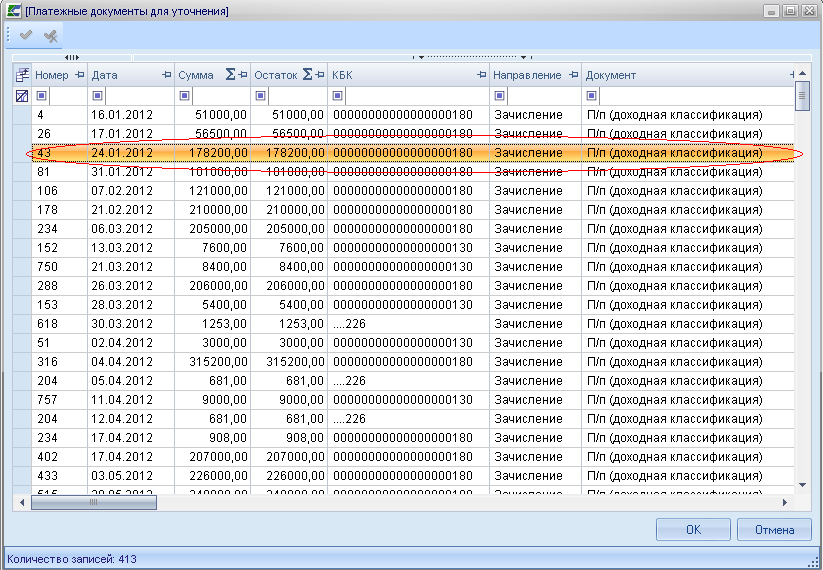 [Платежные документы для уточнения]
Номер Дата Сумма Σ Остаток Σ КБК Направление Документ
4 16.01.2012 51000,00 51000,00 00000000000000000180 Зачисление П/п (доходная классификация)
26 17.01.2012 56500,00 56500,00 00000000000000000180 Зачисление П/п (доходная классификация)
43 24.01.2012 178200,00 178200,00 00000000000000000180 Зачисление П/п (доходная классификация)
81 31.01.2012 101000,00 101000,00 00000000000000000180 Зачисление П/п (доходная классификация)
106 07.02.2012 121000,00 121000,00 00000000000000000180 Зачисление П/п (доходная классификация)
178 21.02.2012 210000,00 210000,00 00000000000000000180 Зачисление П/п (доходная классификация)
234 06.03.2012 205000,00 205000,00 00000000000000000180 Зачисление П/п (доходная классификация)
152 13.03.2012 7600,00 7600,00 00000000000000000130 Зачисление П/п (доходная классификация)
750 21.03.2012 8400,00 8400,00 00000000000000000130 Зачисление П/п (доходная классификация)
288 26.03.2012 206000,00 206000,00 00000000000000000180 Зачисление П/п (доходная классификация)
153 28.03.2012 5400,00 5400,00 00000000000000000130 Зачисление П/п (доходная классификация)
618 30.03.2012 1253,00 1253,00 ....226 Зачисление П/п (доходная классификация)
51 02.04.2012 3000,00 3000,00 00000000000000000130 Зачисление П/п (доходная классификация)
316 04.04.2012 315200,00 315200,00 00000000000000000180 Зачисление П/п (доходная классификация)
204 05.04.2012 681,00 681,00 ....226 Зачисление П/п (доходная классификация)
757 11.04.2012 9000,00 9000,00 00000000000000000130 Зачисление П/п (доходная классификация)
204 12.04.2012 681,00 681,00 ....226 Зачисление П/п (доходная классификация)
234 17.04.2012 908,00 908,00 00000000000000000180 Зачисление П/п (доходная классификация)
402 17.04.2012 207000,00 207000,00 00000000000000000180 Зачисление П/п (доходная классификация)
433 03.05.2012 226000,00 226000,00 00000000000000000180 Зачисление П/п (доходная классификация)
OK Отмена
Количество записей: 413